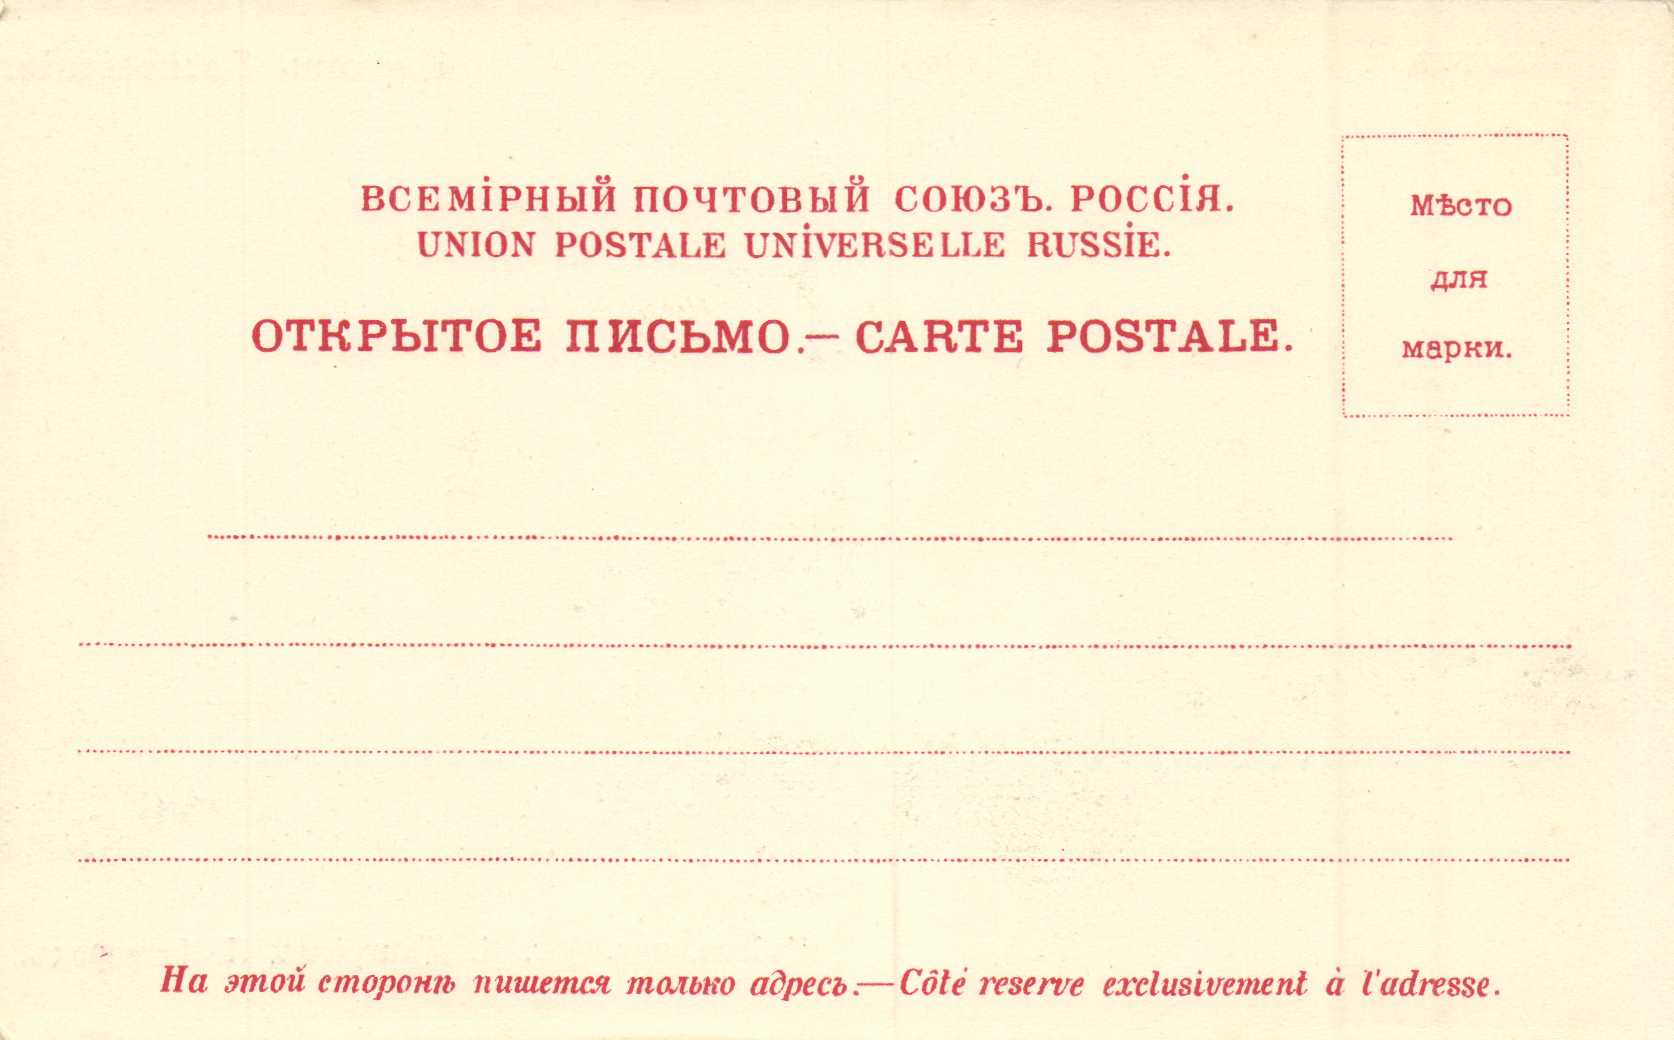 ВСЕМіРНЫЙ ПОЧТОВЫЙ СОЮЗЪ. РОССіЯ.
UNION POSTALE UNiVERSELLE RUSSiE.
ОТКРЫТОЕ ПИСЬМО.— CARTE POSTALE.
Мѣсто
для
марки.
На этой сторонѣ пишется только адресъ.—Côté reserve exclusivement à l'adresse.